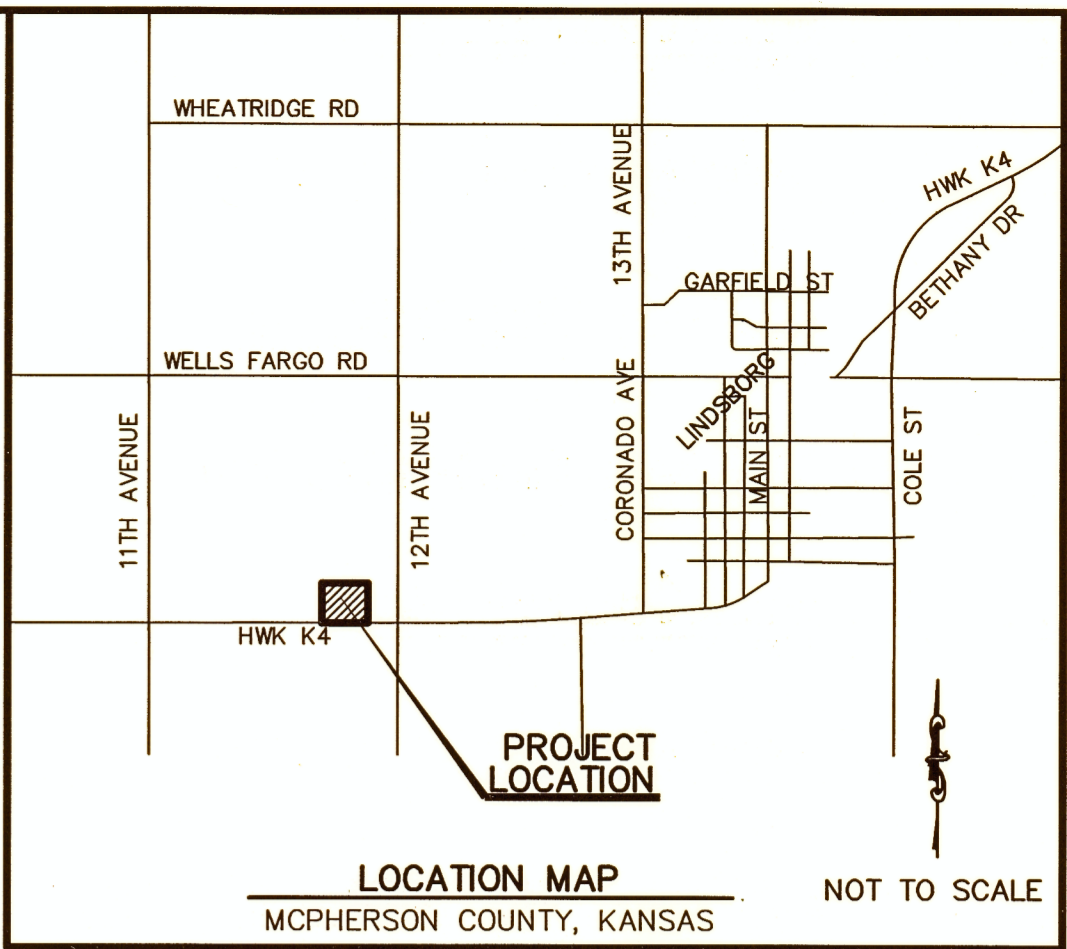 WHEATRIDGE RD
13TH AVENUE
HWK K4
BETHANY DR
GARFIELD ST
WELLS FARGO RD
LINDSBORG
11TH AVENUE
12TH AVENUE
CORONADO AVE
MAIN ST
COLE ST
HWK K4
PROJECT
LOCATION
LOCATION MAP
MCPHERSON COUNTY, KANSAS
NOT TO SCALE